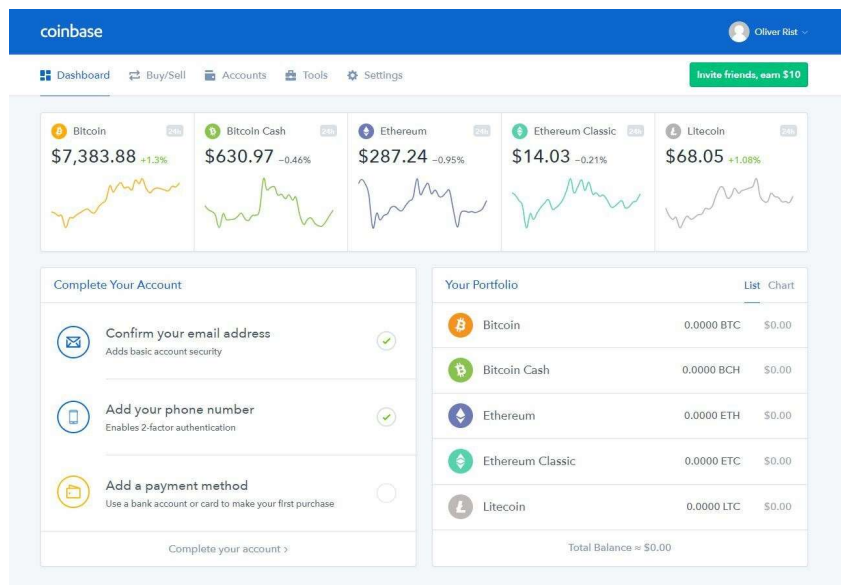 coinbase
Oliver Rist
Dashboard Buy/Sell Accounts Tools Settings
Invite friends, earn $10
Bitcoin 24h
$7,383.88 +1.3%
Bitcoin Cash 24h
$630.97 -0.46%
Ethereum 24h
$287.24 -0.95%
Ethereum Classic 24h
$14.03 -0.21%
Litecoin 24h
$68.05 +1.08%
Complete Your Account
Confirm your email address
Adds basic account security
Add your phone number
Enables 2-factor authentication
Add a payment method
Use a bank account or card to make your first purchase
Complete your account >
Your Portfolio List Chart
Bitcoin 0.0000 BTC $0.00
Bitcoin Cash 0.0000 BCH $0.00
Ethereum 0.0000 ETH $0.00
Ethereum Classic 0.0000 ETC $0.00
Litecoin 0.0000 LTC $0.00
Total Balance ≈ $0.00